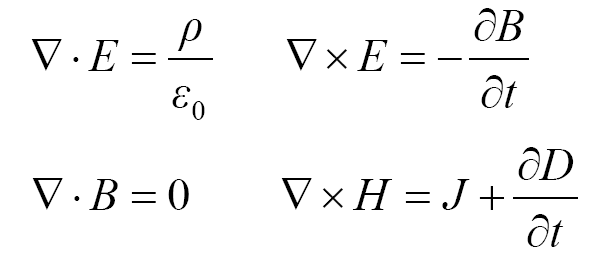 ∇ · E = ρ/ε₀    ∇ × E = −∂B/∂t
∇ · B = 0    ∇ × H = J + ∂D/∂t